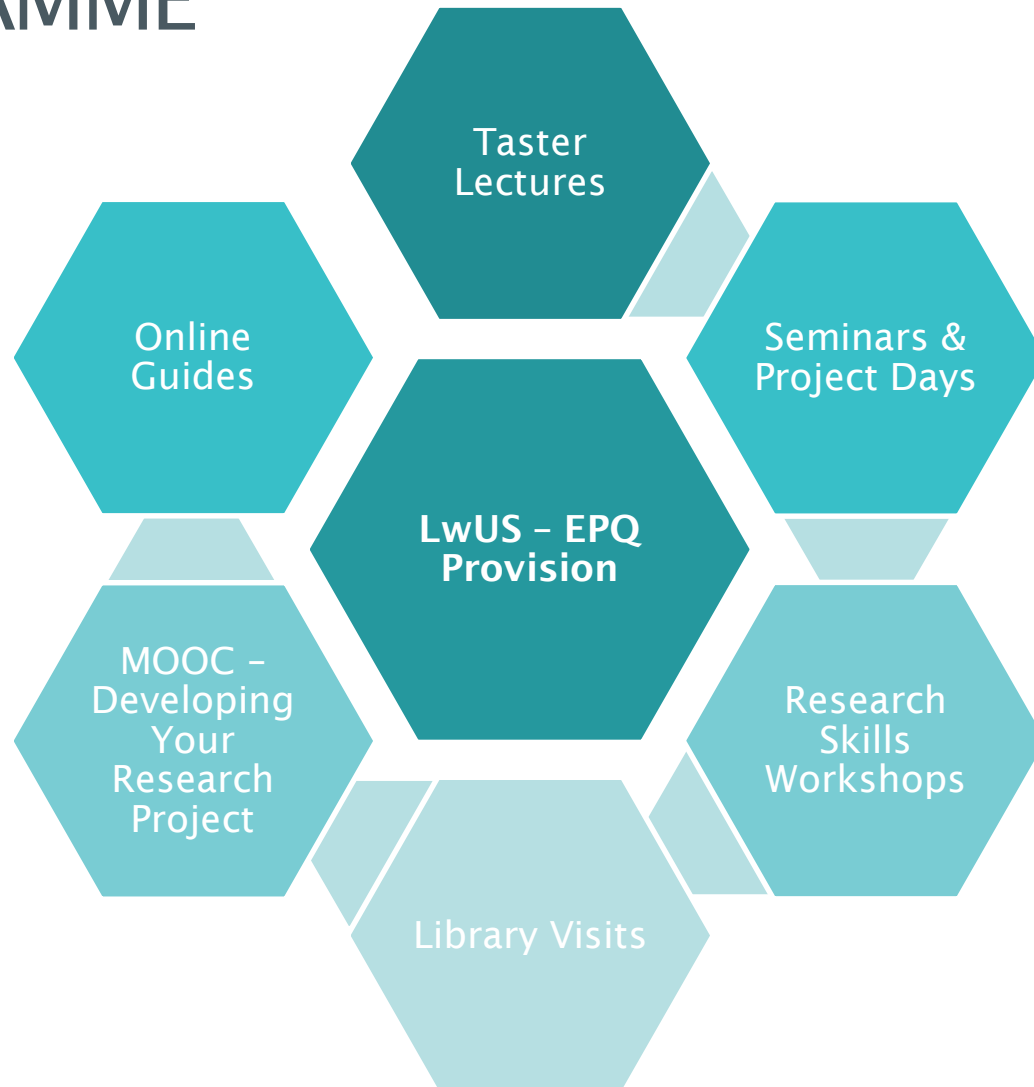 Taster
Lectures
Online
Guides
Seminars &
Project Days
LwUS – EPQ
Provision
MOOC –
Developing
Your
Research
Project
Research
Skills
Workshops
Library Visits